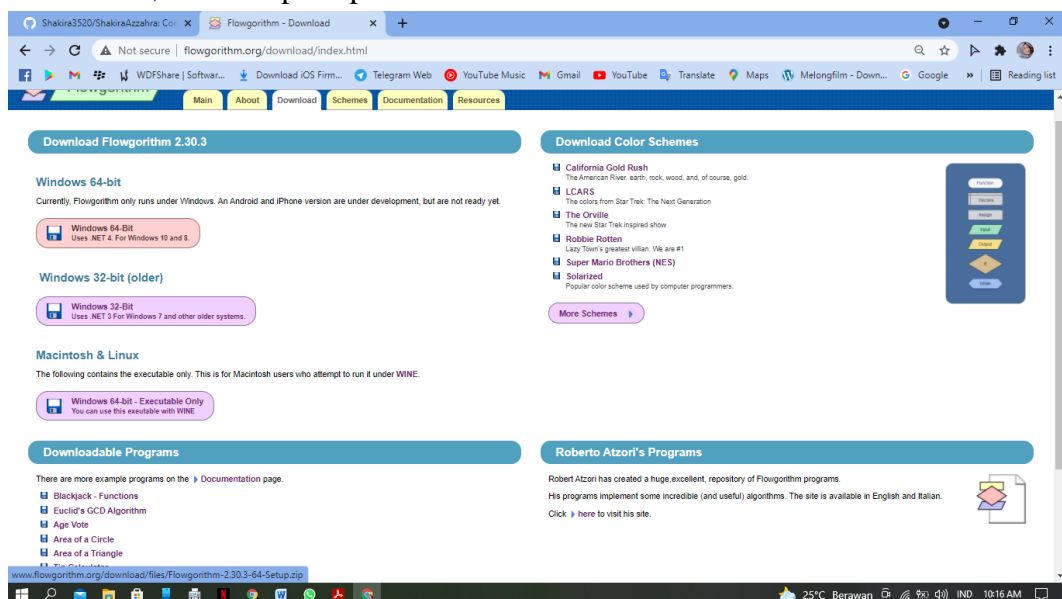 Shakira3520/ShakiraAzzahra: Cor
Flowgorithm - Download
Not secure | flowgorithm.org/download/index.html
WDFShare | Softwar...
Download iOS Firm...
Telegram Web
YouTube Music
Gmail
YouTube
Translate
Maps
Melongfilm - Down...
Google
»
Reading list
Main
About
Download
Schemes
Documentation
Resources
Download Flowgorithm 2.30.3
Windows 64-bit
Currently, Flowgorithm only runs under Windows. An Android and iPhone version are under development, but are not ready yet.
Windows 64-Bit
Uses .NET 4. For Windows 10 and 8.
Windows 32-bit (older)
Windows 32-Bit
Uses .NET 3 For Windows 7 and other older systems.
Macintosh & Linux
The following contains the executable only. This is for Macintosh users who attempt to run it under WINE.
Windows 64-bit - Executable Only
You can use this exeutable with WINE
Download Color Schemes
California Gold Rush
The American River, earth, rock, wood, and, of course, gold.
LCARS
The colors from Star Trek: The Next Generation
The Orville
The new Star Trek inspired show
Robbie Rotten
Lazy Town's greatest villian. We are #1
Super Mario Brothers (NES)
Solarized
Popular color scheme used by computer programmers.
More Schemes
Function
Declare
Assign
Input
Output
If
While
Downloadable Programs
There are more example programs on the Documentation page.
Blackjack - Functions
Euclid's GCD Algorithm
Age Vote
Area of a Circle
Area of a Triangle
Roberto Atzori's Programs
Robert Atzori has created a huge,excellent, repository of Flowgorithm programs.
His programs implement some incredible (and useful) algorithms. The site is available in English and Italian.
Click here to visit his site.
www.flowgorithm.org/download/files/Flowgorithm-2.30.3-64-Setup.zip
25°C Berawan
IND
10:16 AM